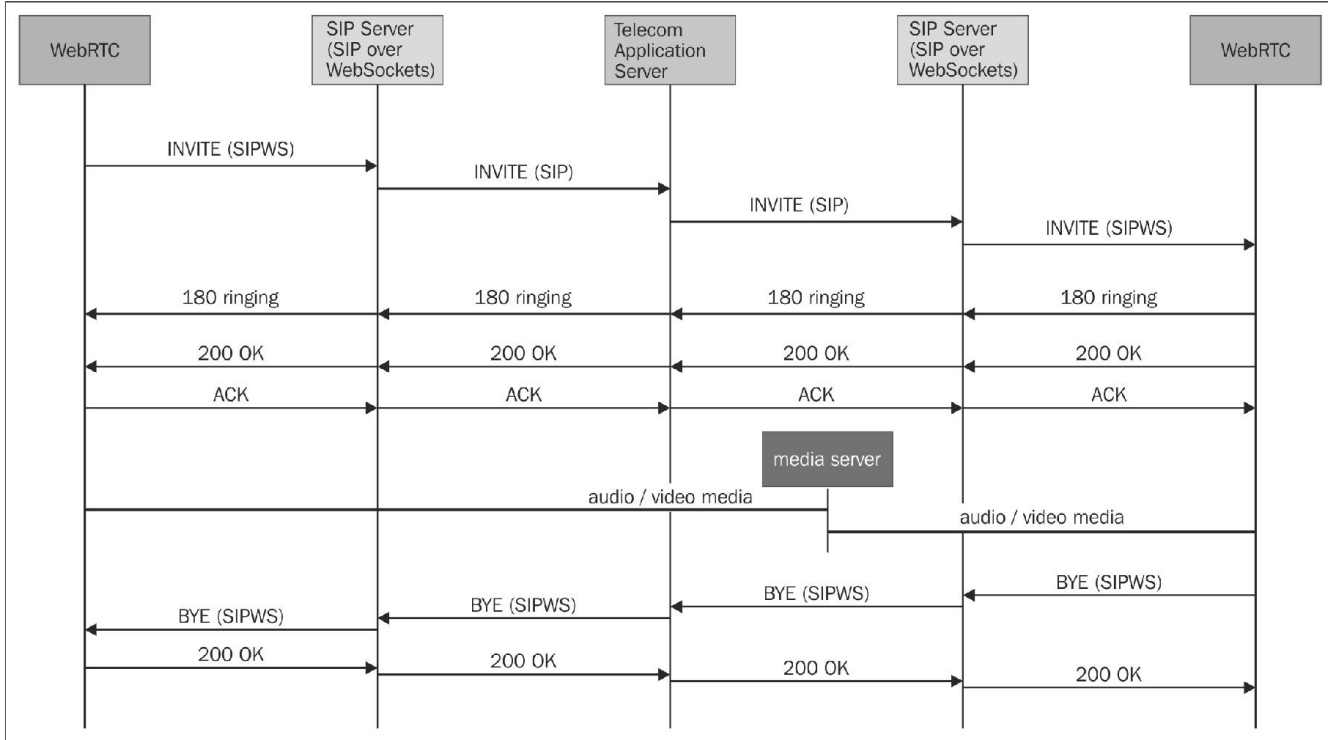 WebRTC
SIP Server
(SIP over
WebSockets)
Telecom
Application
Server
SIP Server
(SIP over
WebSockets)
WebRTC
INVITE (SIPWS)
INVITE (SIP)
INVITE (SIP)
INVITE (SIPWS)
180 ringing
180 ringing
180 ringing
180 ringing
200 OK
200 OK
200 OK
200 OK
ACK
ACK
ACK
ACK
media server
audio / video media
audio / video media
BYE (SIPWS)
BYE (SIPWS)
BYE (SIPWS)
BYE (SIPWS)
200 OK
200 OK
200 OK
200 OK